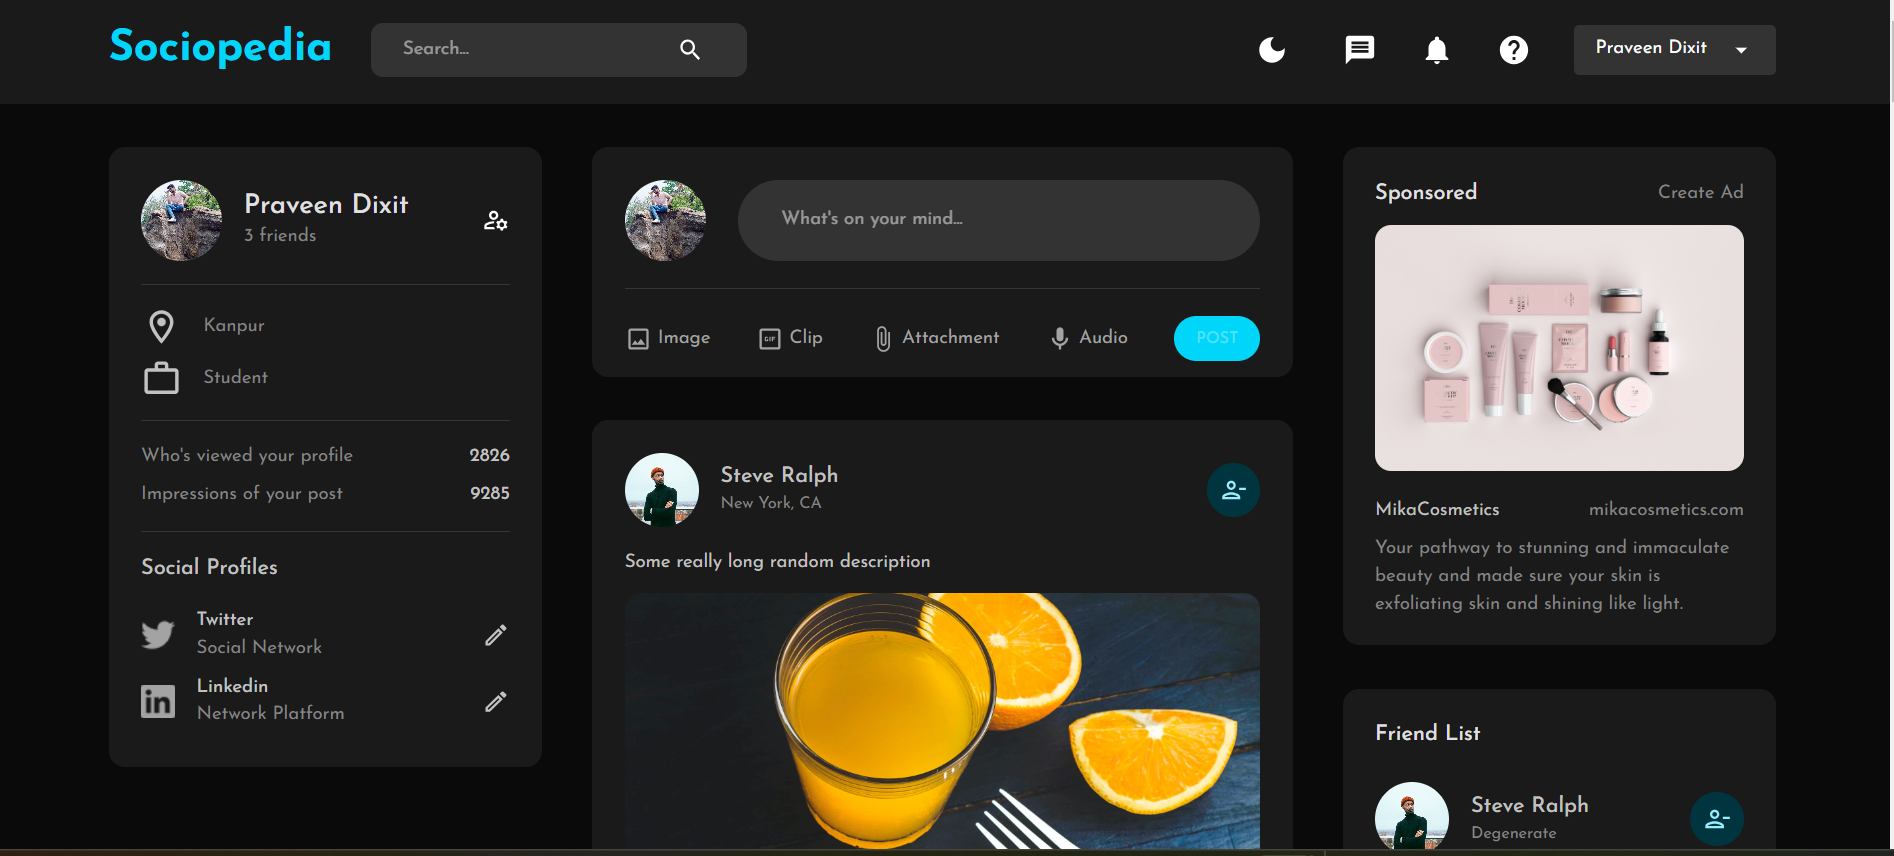 Sociopedia
Search...
Praveen Dixit
Praveen Dixit
3 friends
Kanpur
Student
Who's viewed your profile 2826
Impressions of your post 9285
Social Profiles
Twitter
Social Network
Linkedin
Network Platform
What's on your mind...
Image GIF Clip Attachment Audio POST
Steve Ralph
New York, CA
Some really long random description
Sponsored Create Ad
MikaCosmetics mikacosmetics.com
Your pathway to stunning and immaculate
beauty and made sure your skin is
exfoliating skin and shining like light.
Friend List
Steve Ralph
Degenerate